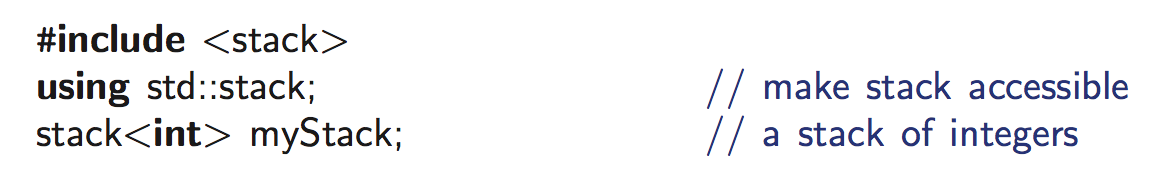 #include <stack>
using std::stack; // make stack accessible
stack<int> myStack; // a stack of integers